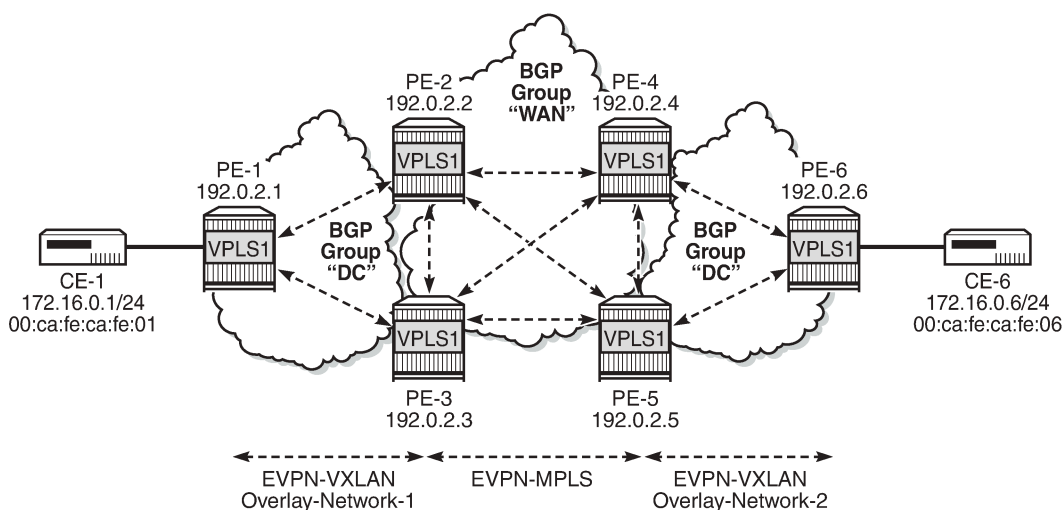 PE-2
192.0.2.2
VPLS1
BGP
Group
“WAN”
PE-4
192.0.2.4
VPLS1
PE-1
192.0.2.1
VPLS1
BGP
Group
“DC”
BGP
Group
“DC”
PE-6
192.0.2.6
VPLS1
CE-1
172.16.0.1/24
00:ca:fe:ca:fe:01
CE-6
172.16.0.6/24
00:ca:fe:ca:fe:06
VPLS1
PE-3
192.0.2.3
VPLS1
PE-5
192.0.2.5
EVPN-VXLAN
Overlay-Network-1
EVPN-MPLS
EVPN-VXLAN
Overlay-Network-2